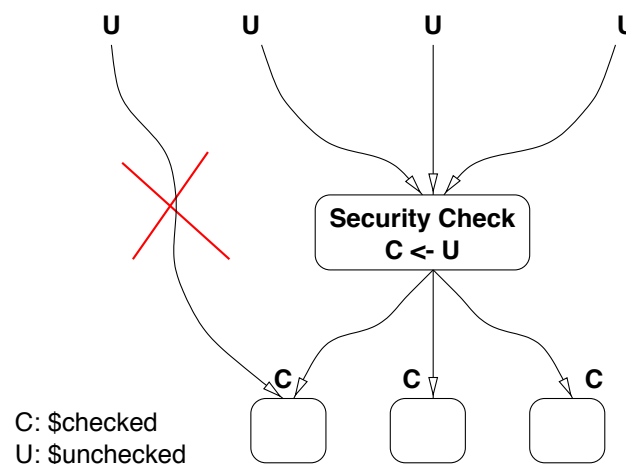 U U U U
Security Check
C <- U
C C C
C: $checked
U: $unchecked